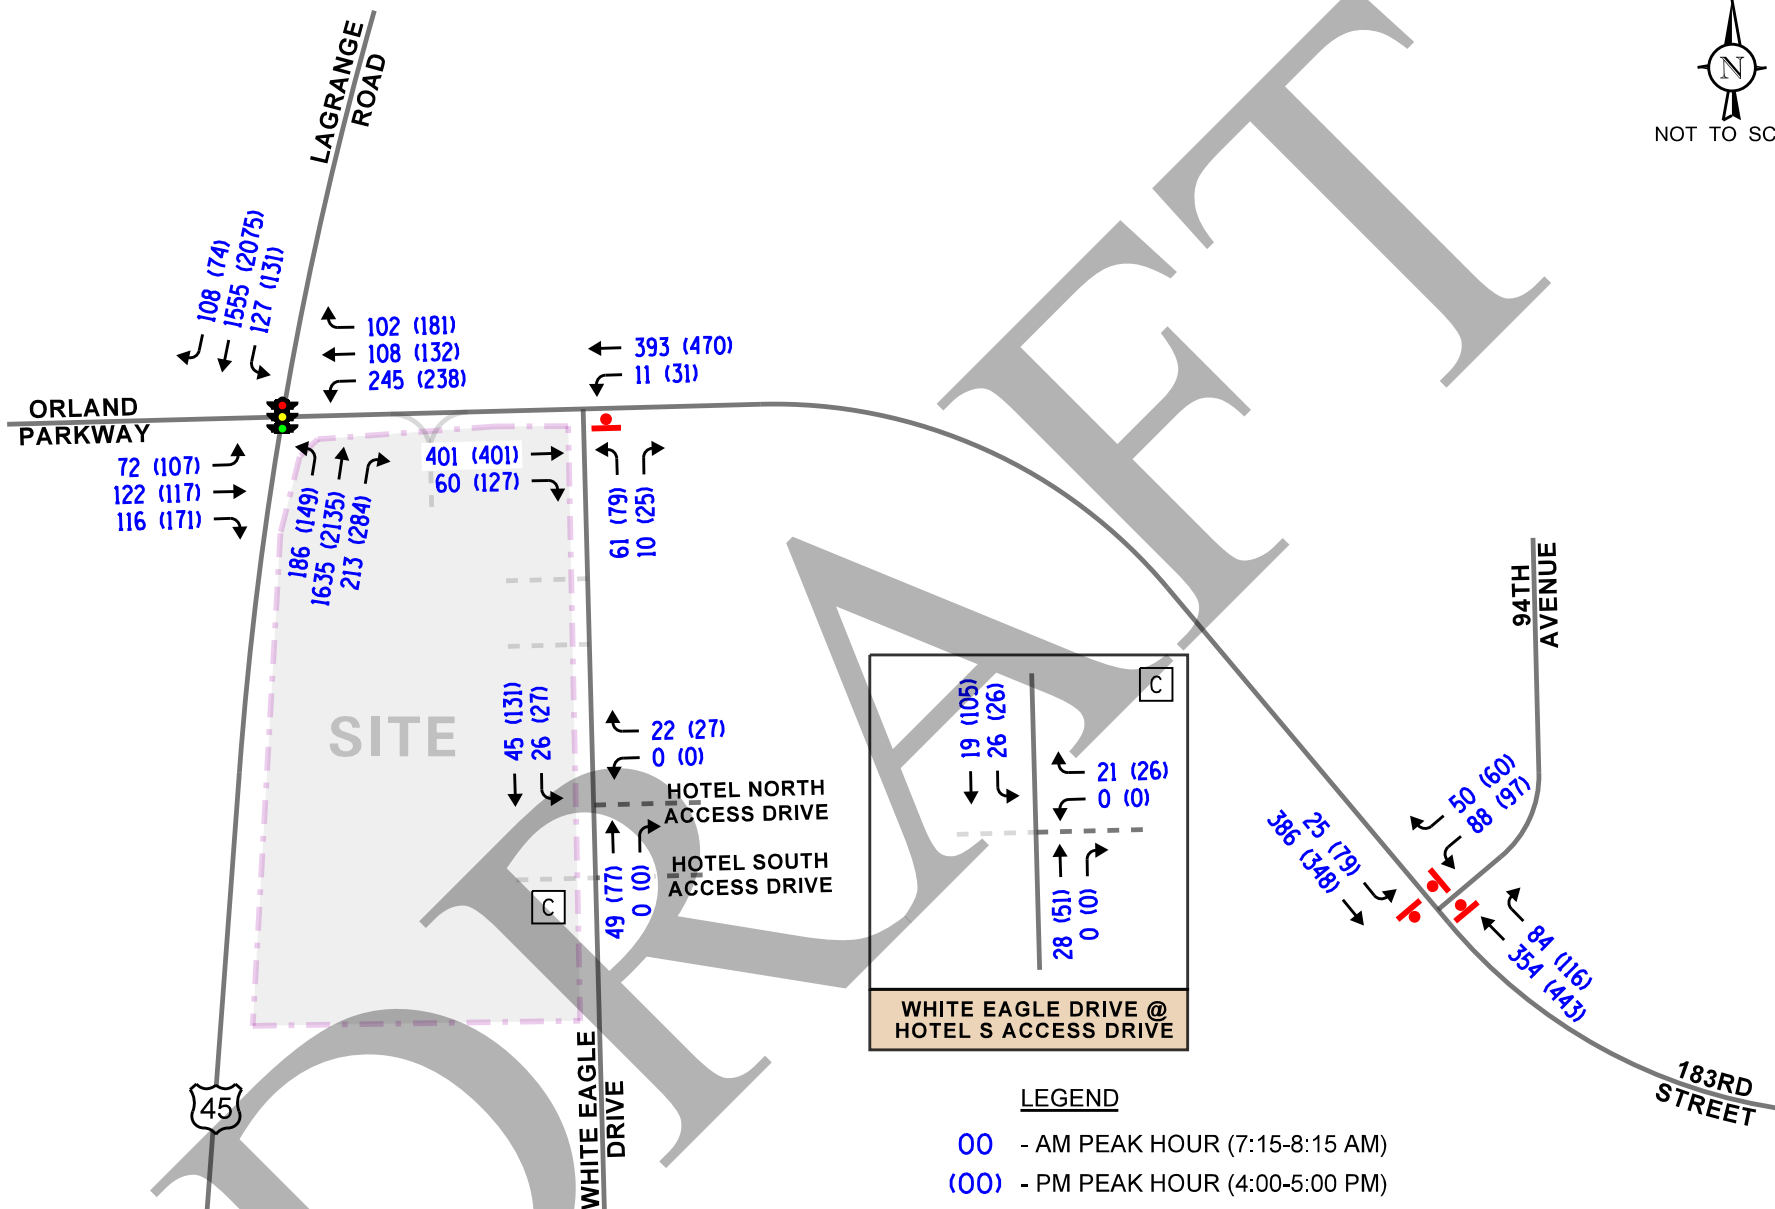 LAGRANGE
ROAD
N
NOT TO SC
108 (74)
1555 (2075)
127 (131)
102 (181)
108 (132)
245 (238)
393 (470)
11 (31)
ORLAND
PARKWAY
72 (107)
122 (117)
116 (171)
186 (149)
1635 (2135)
213 (284)
401 (401)
60 (127)
61 (79)
10 (25)
94TH
AVENUE
SITE
45 (131)
26 (27)
22 (27)
0 (0)
HOTEL NORTH
ACCESS DRIVE
HOTEL SOUTH
ACCESS DRIVE
49 (77)
0 (0)
C
C
19 (105)
26 (26)
21 (26)
0 (0)
28 (51)
0 (0)
WHITE EAGLE DRIVE @
HOTEL S ACCESS DRIVE
50 (60)
88 (97)
25 (79)
386 (348)
84 (116)
354 (443)
183RD
STREET
45
WHITE EAGLE
DRIVE
LEGEND
00 - AM PEAK HOUR (7:15-8:15 AM)
(00) - PM PEAK HOUR (4:00-5:00 PM)
DRAFT